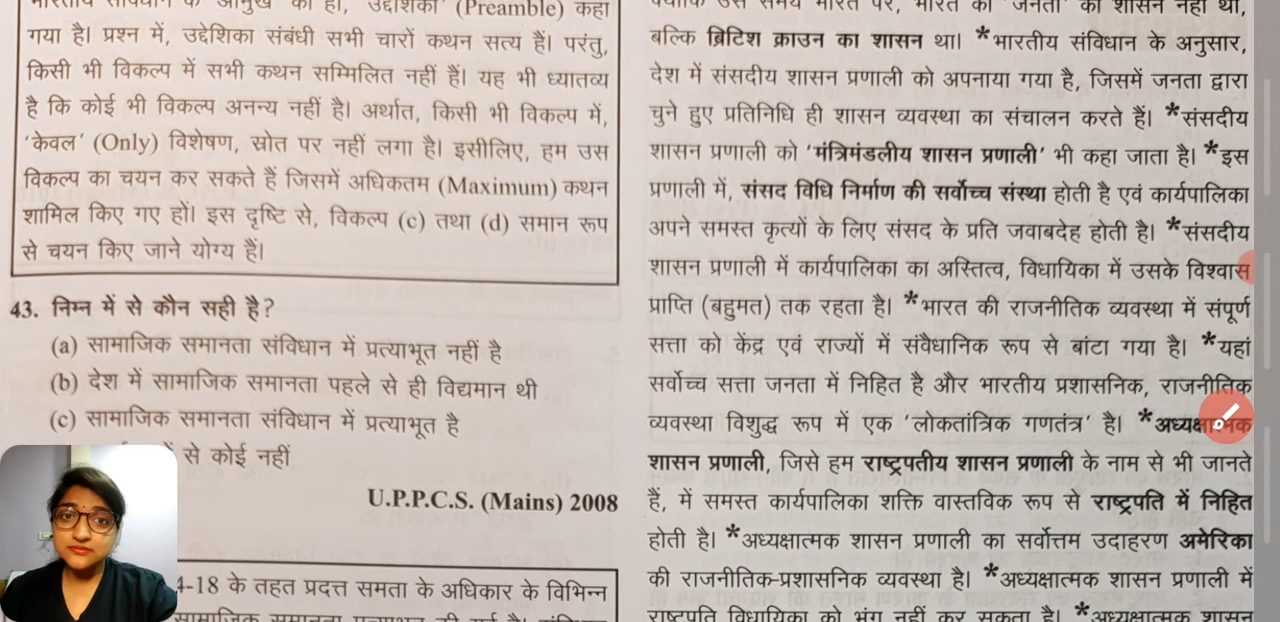 (Preamble) कहा
गया है। प्रश्न में, उद्देशिका संबंधी सभी चारों कथन सत्य हैं। परंतु,
किसी भी विकल्प में सभी कथन सम्मिलित नहीं हैं। यह भी ध्यातव्य
है कि कोई भी विकल्प अनन्य नहीं है। अर्थात, किसी भी विकल्प में,
‘केवल’ (Only) विशेषण, स्रोत पर नहीं लगा है। इसीलिए, हम उस
विकल्प का चयन कर सकते हैं जिसमें अधिकतम (Maximum) कथन
शामिल किए गए हों। इस दृष्टि से, विकल्प (c) तथा (d) समान रूप
से चयन किए जाने योग्य हैं।
43. निम्न में से कौन सही है?
(a) सामाजिक समानता संविधान में प्रत्याभूत नहीं है
(b) देश में सामाजिक समानता पहले से ही विद्यमान थी
(c) सामाजिक समानता संविधान में प्रत्याभूत है
से कोई नहीं
U.P.P.C.S. (Mains) 2008
4-18 के तहत प्रदत्त समता के अधिकार के विभिन्न
बल्कि ब्रिटिश क्राउन का शासन था। *भारतीय संविधान के अनुसार,
देश में संसदीय शासन प्रणाली को अपनाया गया है, जिसमें जनता द्वारा
चुने हुए प्रतिनिधि ही शासन व्यवस्था का संचालन करते हैं। *संसदीय
शासन प्रणाली को ‘मंत्रिमंडलीय शासन प्रणाली’ भी कहा जाता है। *इस
प्रणाली में, संसद विधि निर्माण की सर्वोच्च संस्था होती है एवं कार्यपालिका
अपने समस्त कृत्यों के लिए संसद के प्रति जवाबदेह होती है। *संसदीय
शासन प्रणाली में कार्यपालिका का अस्तित्व, विधायिका में उसके विश्वास
प्राप्ति (बहुमत) तक रहता है। *भारत की राजनीतिक व्यवस्था में संपूर्ण
सत्ता को केंद्र एवं राज्यों में संवैधानिक रूप से बांटा गया है। *यहां
सर्वोच्च सत्ता जनता में निहित है और भारतीय प्रशासनिक, राजनीतिक
व्यवस्था विशुद्ध रूप में एक ‘लोकतांत्रिक गणतंत्र’ है।
शासन प्रणाली, जिसे हम राष्ट्रपतीय शासन प्रणाली के नाम से भी जानते
हैं, में समस्त कार्यपालिका शक्ति वास्तविक रूप से राष्ट्रपति में निहित
होती है। *अध्यक्षात्मक शासन प्रणाली का सर्वोत्तम उदाहरण अमेरिका
की राजनीतिक-प्रशासनिक व्यवस्था है। *अध्यक्षात्मक शासन प्रणाली में
राष्ट्रपति विधायिका को भंग नहीं कर सकता है। *अध्यक्षात्मक शासन